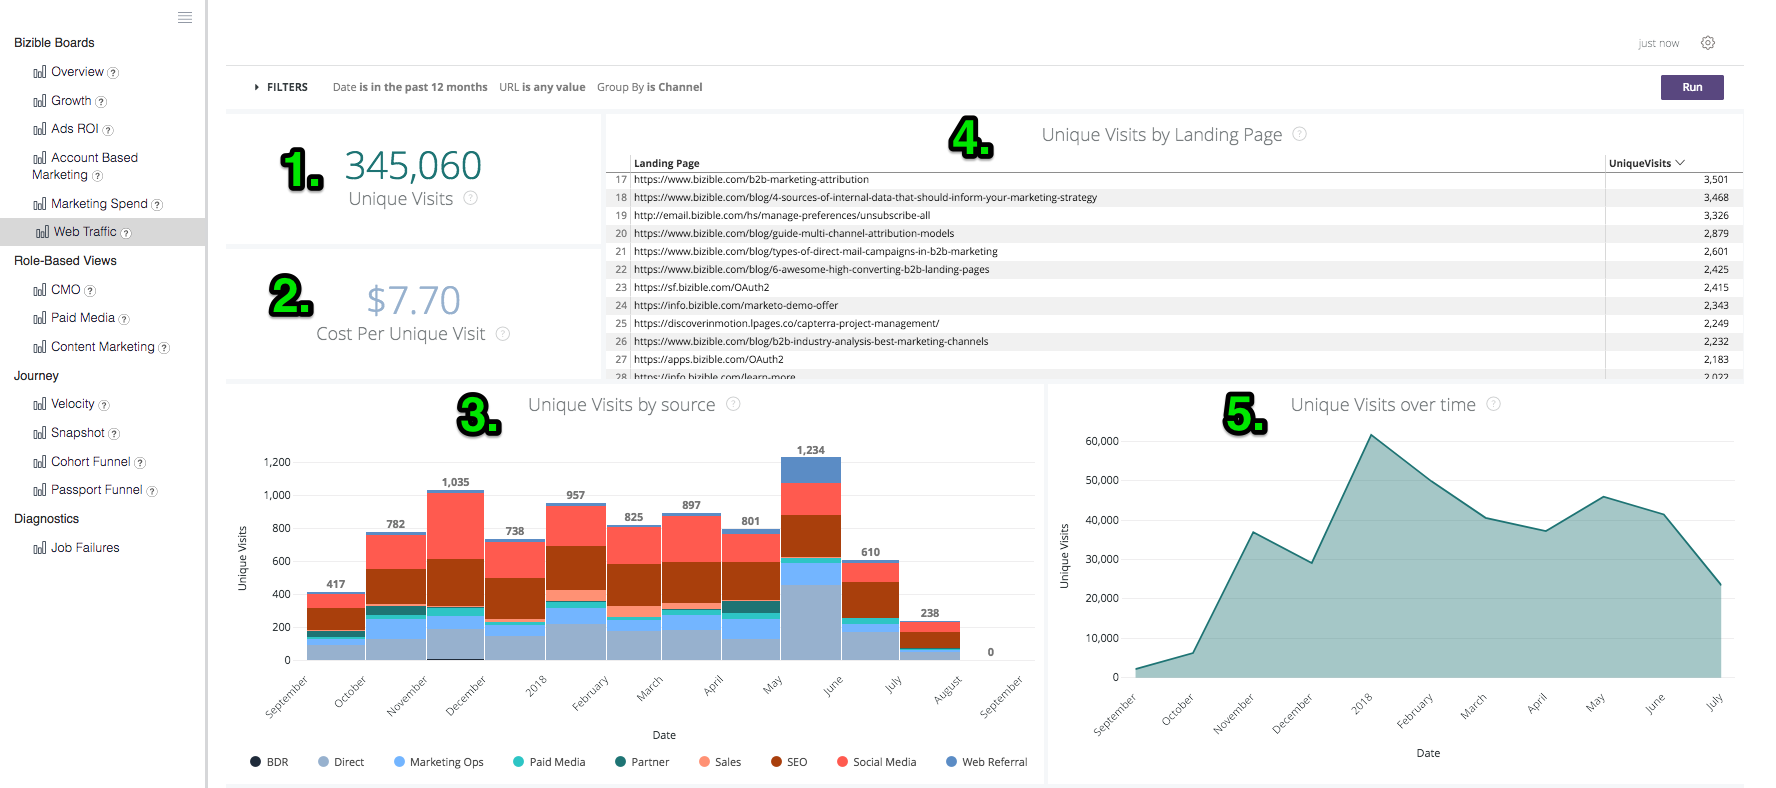 Bizible Boards
Overview ?
Growth ?
Ads ROI ?
Account Based
Marketing ?
Marketing Spend ?
Web Traffic ?
Role-Based Views
CMO ?
Paid Media ?
Content Marketing ?
Journey
Velocity ?
Snapshot ?
Cohort Funnel ?
Passport Funnel ?
Diagnostics
Job Failures
just now
FILTERS Date is in the past 12 months URL is any value Group By is Channel
Run
1.
345,060
Unique Visits ?
2.
$7.70
Cost Per Unique Visit ?
4.
Unique Visits by Landing Page ?
Landing Page UniqueVisits
17 https://www.bizible.com/b2b-marketing-attribution 3,501
18 https://www.bizible.com/blog/4-sources-of-internal-data-that-should-inform-your-marketing-strategy 3,468
19 http://email.bizible.com/hs/manage-preferences/unsubscribe-all 3,326
20 https://www.bizible.com/blog/guide-multi-channel-attribution-models 2,879
21 https://www.bizible.com/blog/types-of-direct-mail-campaigns-in-b2b-marketing 2,601
22 https://www.bizible.com/blog/6-awesome-high-converting-b2b-landing-pages 2,425
23 https://sf.bizible.com/OAuth2 2,415
24 https://info.bizible.com/marketo-demo-offer 2,343
25 https://discoverinmotion.lpages.co/capterra-project-management/ 2,249
26 https://www.bizible.com/blog/b2b-industry-analysis-best-marketing-channels 2,232
27 https://apps.bizible.com/OAuth2 2,183
28 https://info.bizible.com/learn-more 2,022
3.
Unique Visits by source ?
Unique Visits
1,200
1,000
800
600
400
200
0
417
782
1,035
738
957
825
897
801
1,234
610
238
0
September
October
November
December
2018
February
March
April
May
June
July
August
September
Date
BDR Direct Marketing Ops Paid Media Partner Sales SEO Social Media Web Referral
5.
Unique Visits over time ?
Unique Visits
60,000
50,000
40,000
30,000
20,000
10,000
0
September
October
November
December
2018
February
March
April
May
June
July
Date